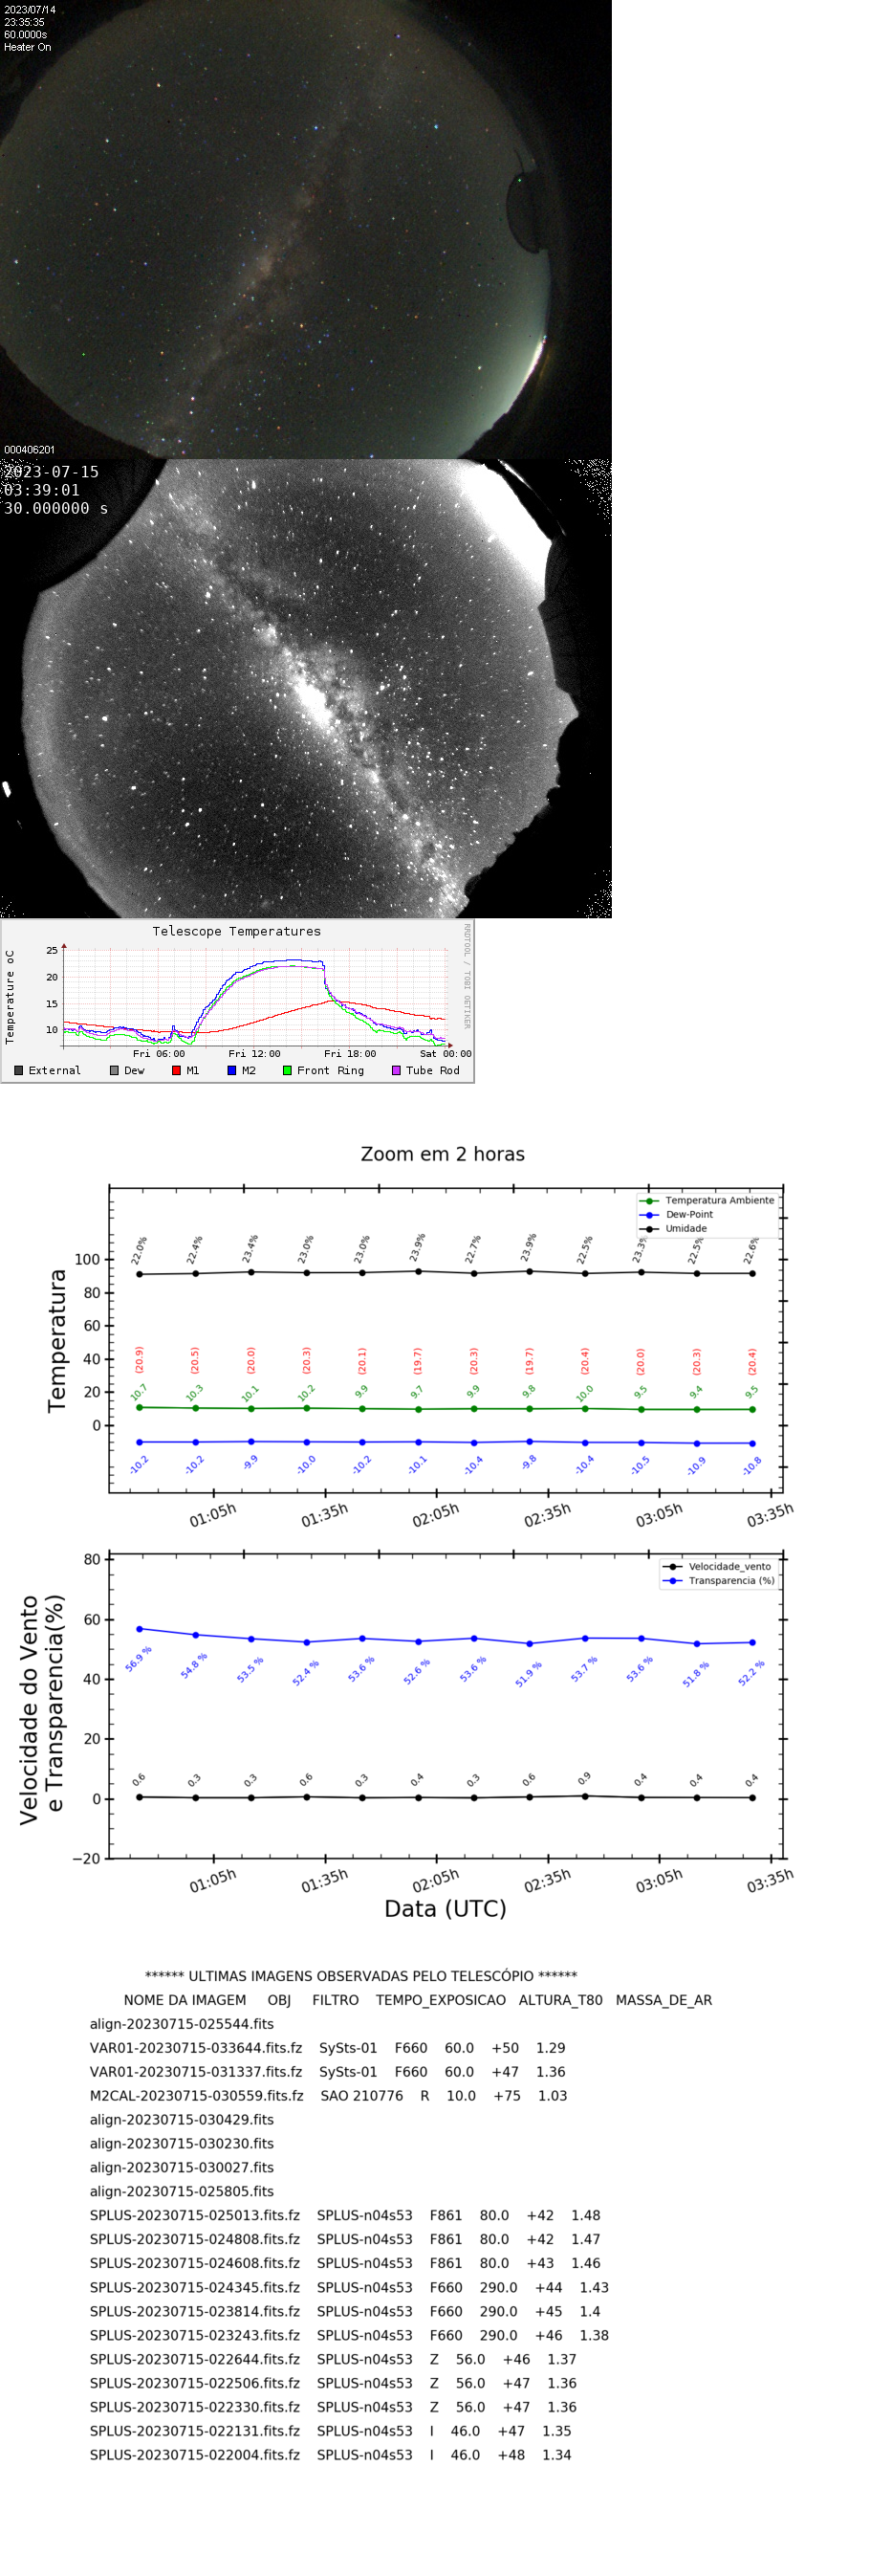 2023/07/14
23:35:35
60.0000s
Heater On
000406201
2023-07-15
03:39:01
30.000000 s
Telescope Temperatures
RRDTOOL / TOBI OETIKER
Temperature oC
25
20
15
10
Fri 06:00 Fri 12:00 Fri 18:00 Sat 00:00
External Dew M1 M2 Front Ring Tube Rod
Zoom em 2 horas
Temperatura Ambiente
Dew-Point
Umidade
Temperatura
100
80
60
40
20
0
22.0% 22.4% 23.4% 23.0% 23.0% 23.9% 22.7% 23.9% 22.5% 23.3% 22.5% 22.6%
(20.9) (20.5) (20.0) (20.3) (20.1) (19.7) (20.3) (19.7) (20.4) (20.0) (20.3) (20.4)
10.7 10.3 10.1 10.2 9.9 9.7 9.9 9.8 10.0 9.5 9.4 9.5
-10.2 -10.2 -9.9 -10.0 -10.2 -10.1 -10.4 -9.8 -10.4 -10.5 -10.9 -10.8
01:05h 01:35h 02:05h 02:35h 03:05h 03:35h
Velocidade_vento
Transparencia (%)
Velocidade do Vento
e Transparencia(%)
80
60
40
20
0
−20
56.9 % 54.8 % 53.5 % 52.4 % 53.6 % 52.6 % 53.6 % 51.9 % 53.7 % 53.6 % 51.8 % 52.2 %
0.6 0.3 0.3 0.6 0.3 0.4 0.3 0.6 0.9 0.4 0.4 0.4
01:05h 01:35h 02:05h 02:35h 03:05h 03:35h
Data (UTC)
****** ULTIMAS IMAGENS OBSERVADAS PELO TELESCÓPIO ******
NOME DA IMAGEM OBJ FILTRO TEMPO_EXPOSICAO ALTURA_T80 MASSA_DE_AR
align-20230715-025544.fits
VAR01-20230715-033644.fits.fz SySts-01 F660 60.0 +50 1.29
VAR01-20230715-031337.fits.fz SySts-01 F660 60.0 +47 1.36
M2CAL-20230715-030559.fits.fz SAO 210776 R 10.0 +75 1.03
align-20230715-030429.fits
align-20230715-030230.fits
align-20230715-030027.fits
align-20230715-025805.fits
SPLUS-20230715-025013.fits.fz SPLUS-n04s53 F861 80.0 +42 1.48
SPLUS-20230715-024808.fits.fz SPLUS-n04s53 F861 80.0 +42 1.47
SPLUS-20230715-024608.fits.fz SPLUS-n04s53 F861 80.0 +43 1.46
SPLUS-20230715-024345.fits.fz SPLUS-n04s53 F660 290.0 +44 1.43
SPLUS-20230715-023814.fits.fz SPLUS-n04s53 F660 290.0 +45 1.4
SPLUS-20230715-023243.fits.fz SPLUS-n04s53 F660 290.0 +46 1.38
SPLUS-20230715-022644.fits.fz SPLUS-n04s53 Z 56.0 +46 1.37
SPLUS-20230715-022506.fits.fz SPLUS-n04s53 Z 56.0 +47 1.36
SPLUS-20230715-022330.fits.fz SPLUS-n04s53 Z 56.0 +47 1.36
SPLUS-20230715-022131.fits.fz SPLUS-n04s53 I 46.0 +47 1.35
SPLUS-20230715-022004.fits.fz SPLUS-n04s53 I 46.0 +48 1.34